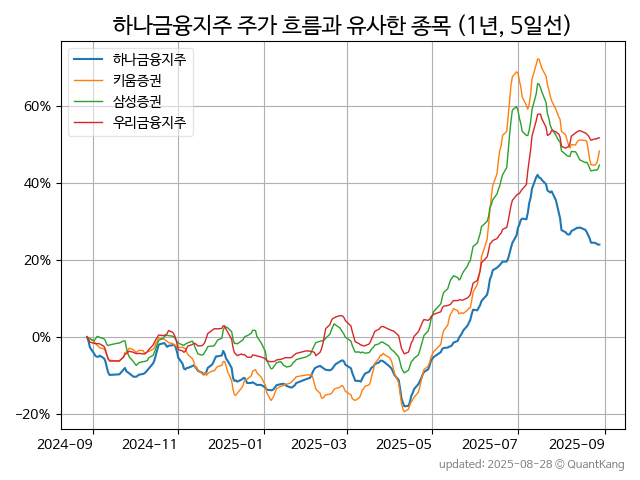 하나금융지주 주가 흐름과 유사한 종목 (1년, 5일선)
하나금융지주
키움증권
삼성증권
우리금융지주
60%
40%
20%
0%
−20%
2024-09 2024-11 2025-01 2025-03 2025-05 2025-07 2025-09
updated: 2025-08-28 © QuantKang